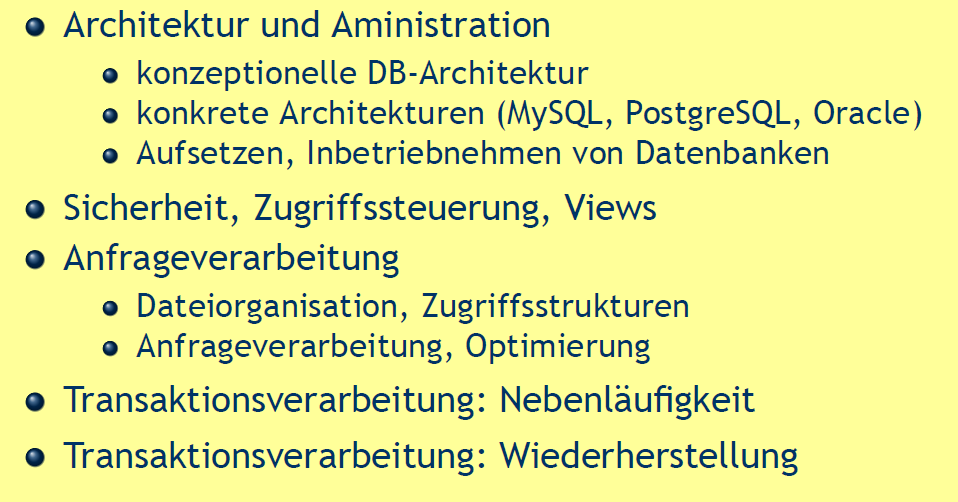 Architektur und Aministration
konzeptionelle DB-Architektur
konkrete Architekturen (MySQL, PostgreSQL, Oracle)
Aufsetzen, Inbetriebnehmen von Datenbanken
Sicherheit, Zugriffssteuerung, Views
Anfrageverarbeitung
Dateiorganisation, Zugriffsstrukturen
Anfrageverarbeitung, Optimierung
Transaktionsverarbeitung: Nebenläufigkeit
Transaktionsverarbeitung: Wiederherstellung